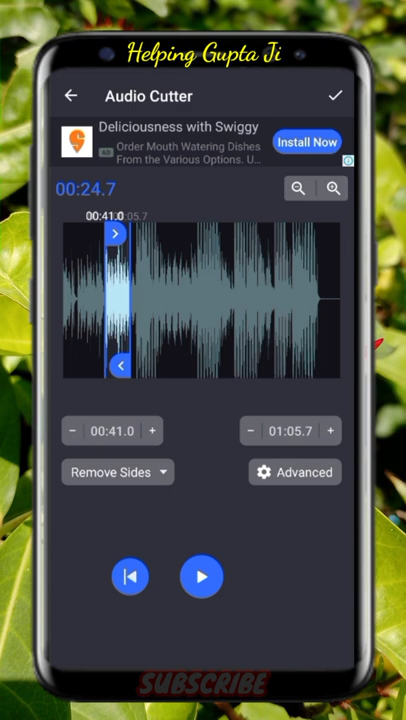 Helping Gupta Ji
Audio Cutter
Deliciousness with Swiggy
AD
Order Mouth Watering Dishes
From the Various Options. U...
Install Now
00:24.7
00:41.0
:05.7
− 00:41.0 +
− 01:05.7 +
Remove Sides
Advanced
SUBSCRIBE